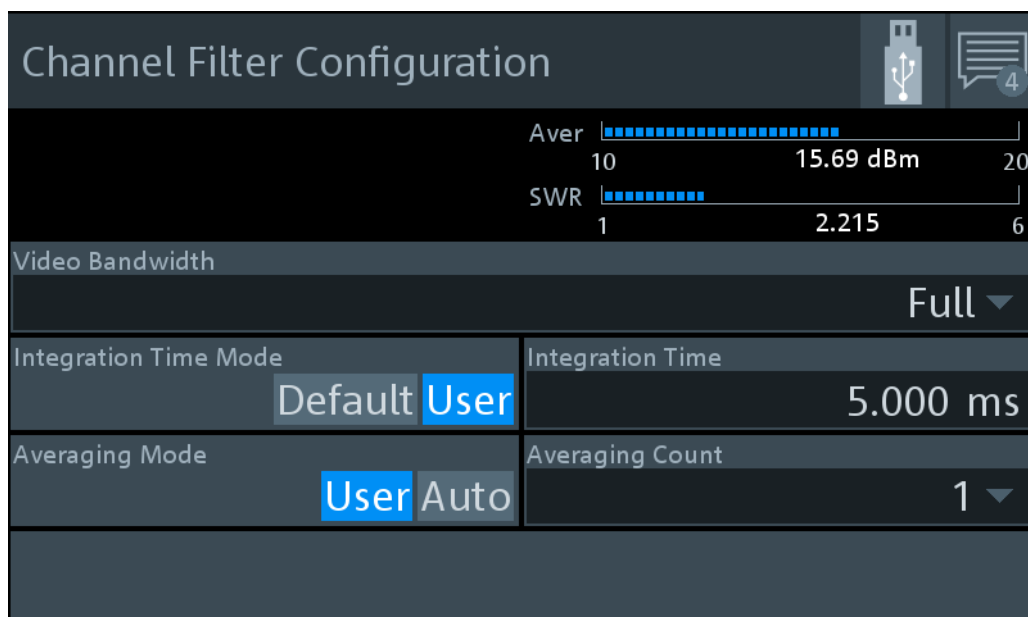 Channel Filter Configuration
4
Aver
10 15.69 dBm 20
SWR
1 2.215 6
Video Bandwidth
Full
Integration Time Mode
Default User
Integration Time
5.000 ms
Averaging Mode
User Auto
Averaging Count
1